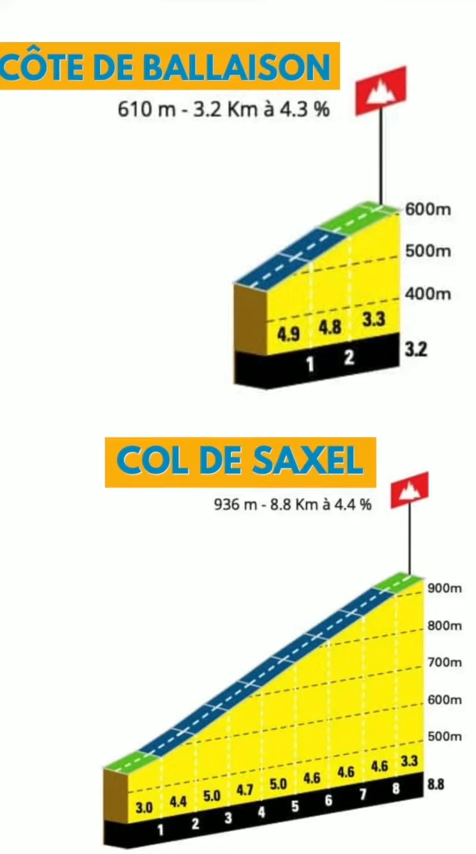 CÔTE DE BALLAISON
610 m - 3.2 Km à 4.3 %
600m
500m
400m
4.9 4.8 3.3
1 2 3.2
COL DE SAXEL
936 m - 8.8 Km à 4.4 %
900m
800m
700m
600m
500m
3.0 4.4 5.0 4.7 5.0 4.6 4.6 4.6 3.3
1 2 3 4 5 6 7 8 8.8